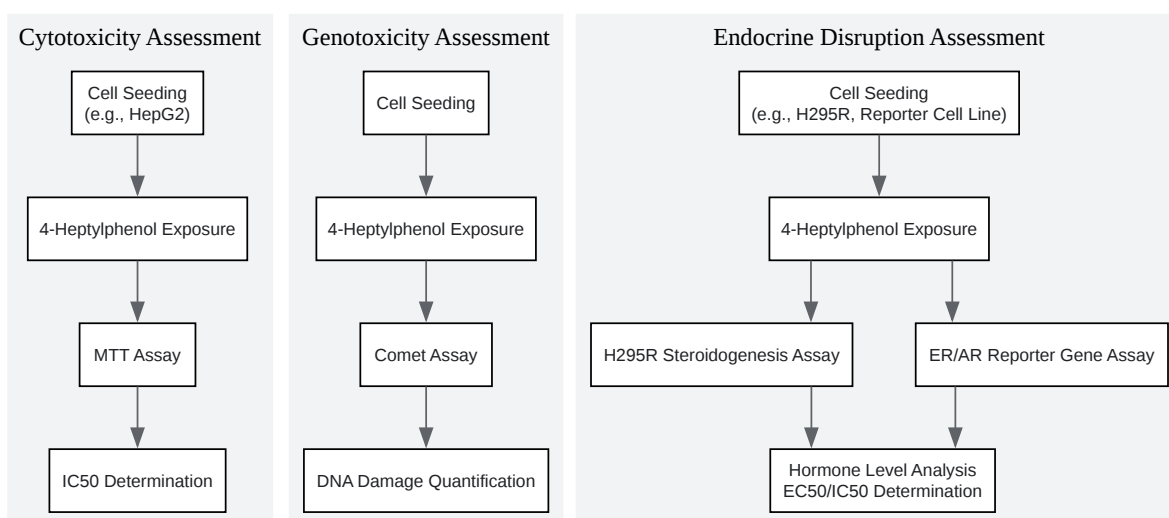 Cytotoxicity Assessment
Cell Seeding
(e.g., HepG2)
4-Heptylphenol Exposure
MTT Assay
IC50 Determination
Genotoxicity Assessment
Cell Seeding
4-Heptylphenol Exposure
Comet Assay
DNA Damage Quantification
Endocrine Disruption Assessment
Cell Seeding
(e.g., H295R, Reporter Cell Line)
4-Heptylphenol Exposure
H295R Steroidogenesis Assay
ER/AR Reporter Gene Assay
Hormone Level Analysis
EC50/IC50 Determination